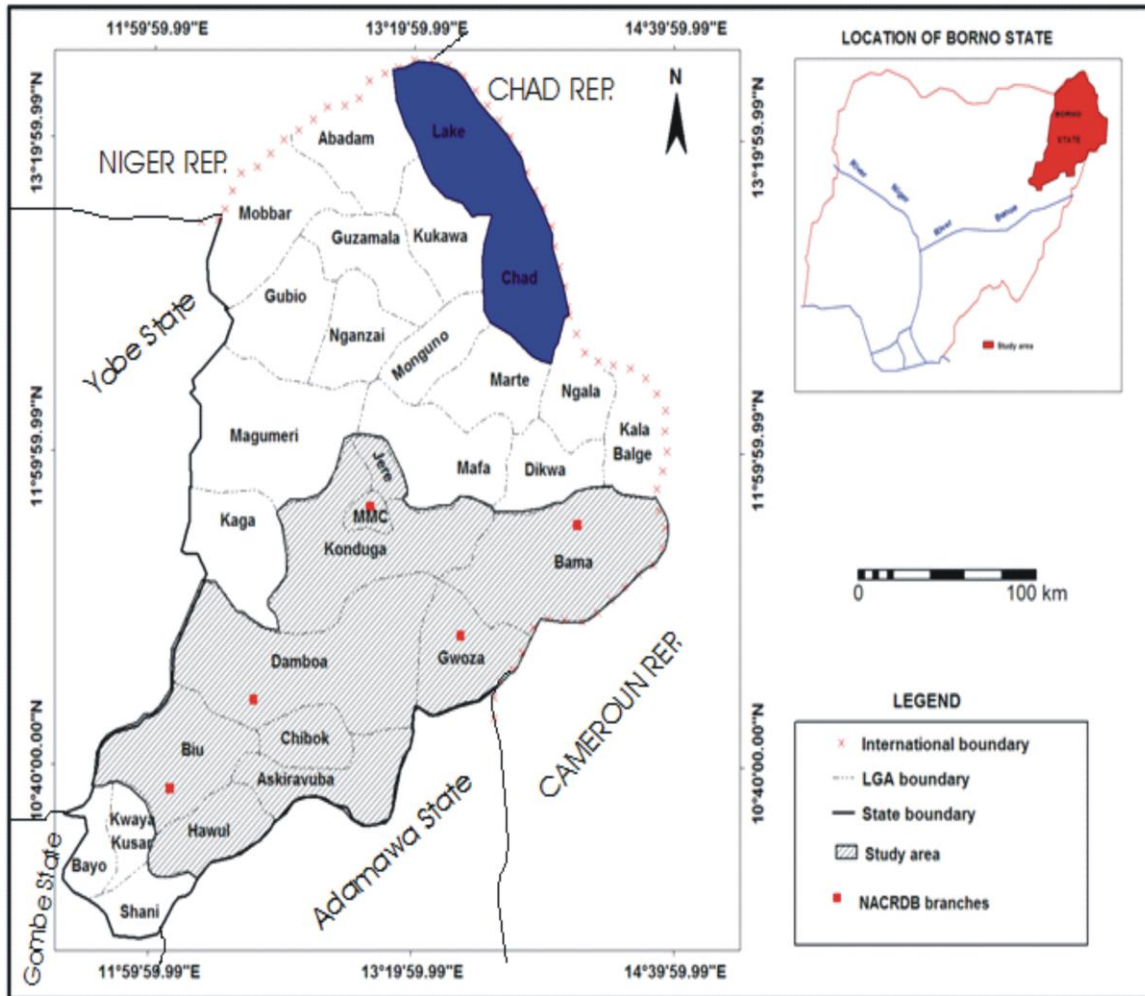 11°59'59.99"E
13°19'59.99"E
14°39'59.99"E
LOCATION OF BORNO STATE
N
CHAD REP.
NIGER REP.
13°19'59.99"N
13°19'59.99"N
Abadam
Lake
BORNO
STATE
River
Niger
River
Benue
Study area
Mobbar
Guzamala
Kukawa
Gubio
Chad
Nganzai
Monguno
Yobe State
Marte
Ngala
Magumeri
Kala
Balge
11°59'59.99"N
11°59'59.99"N
Jere
Mafa
Dikwa
Kaga
MMC
Konduga
Bama
0
100 km
Damboa
Gwoza
CAMEROUN REP.
LEGEND
International boundary
LGA boundary
State boundary
Study area
NACRDB branches
Chibok
Biu
Askiravuba
10°40'00.00"N
10°40'00.00"N
Kwaya
Kusar
Hawul
Bayo
Shani
Adamawa State
Gombe State
11°59'59.99"E
13°19'59.99"E
14°39'59.99"E